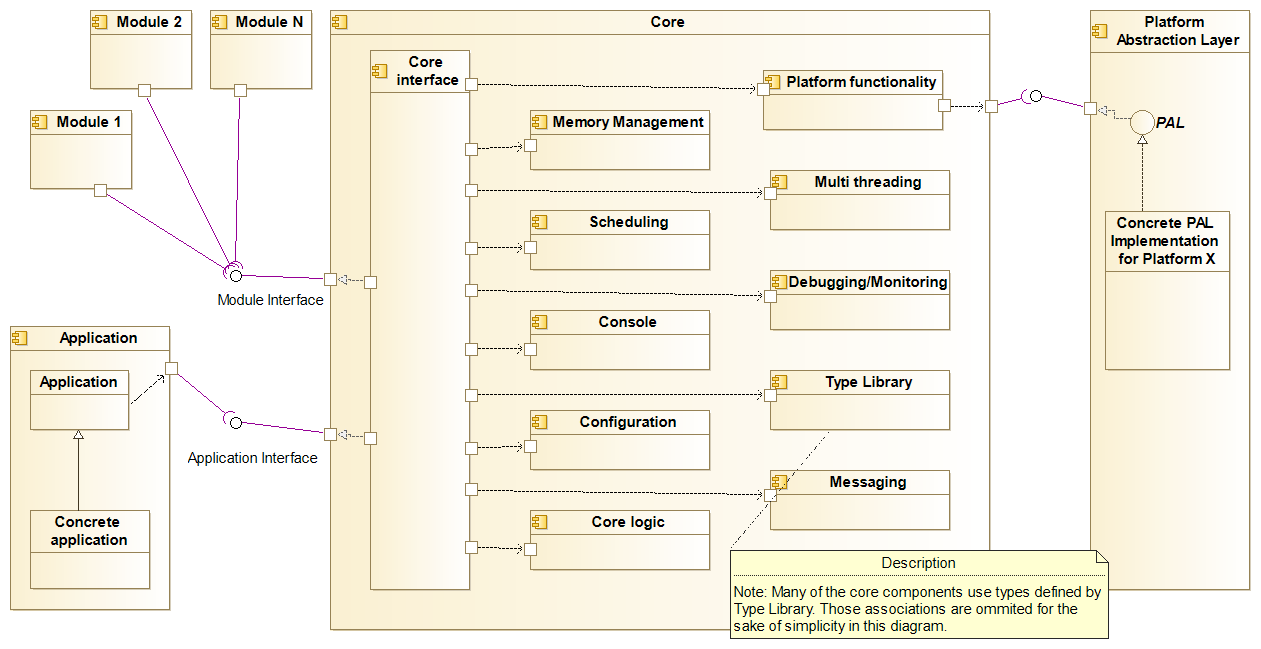 Module 2
Module N
Core
Platform
Abstraction Layer
Core
interface
Platform functionality
Module 1
Memory Management
PAL
Multi threading
Scheduling
Concrete PAL
Implementation
for Platform X
Debugging/Monitoring
Module Interface
Console
Application
Application
Type Library
Configuration
Application Interface
Messaging
Concrete
application
Core logic
Description
Note: Many of the core components use types defined by
Type Library. Those associations are ommited for the
sake of simplicity in this diagram.